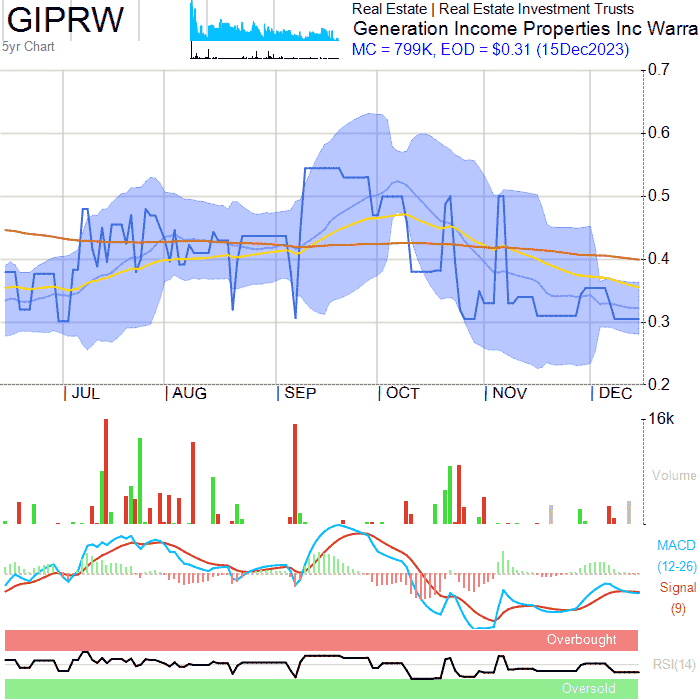 GIPRW
5yr Chart
Real Estate | Real Estate Investment Trusts
Generation Income Properties Inc Warra
MC = 799K, EOD = $0.31 (15Dec2023)
0.7
0.6
0.5
0.4
0.3
0.2
JUL AUG SEP OCT NOV DEC
16k
Volume
MACD
(12-26)
Signal
(9)
Overbought
RSI(14)
Oversold